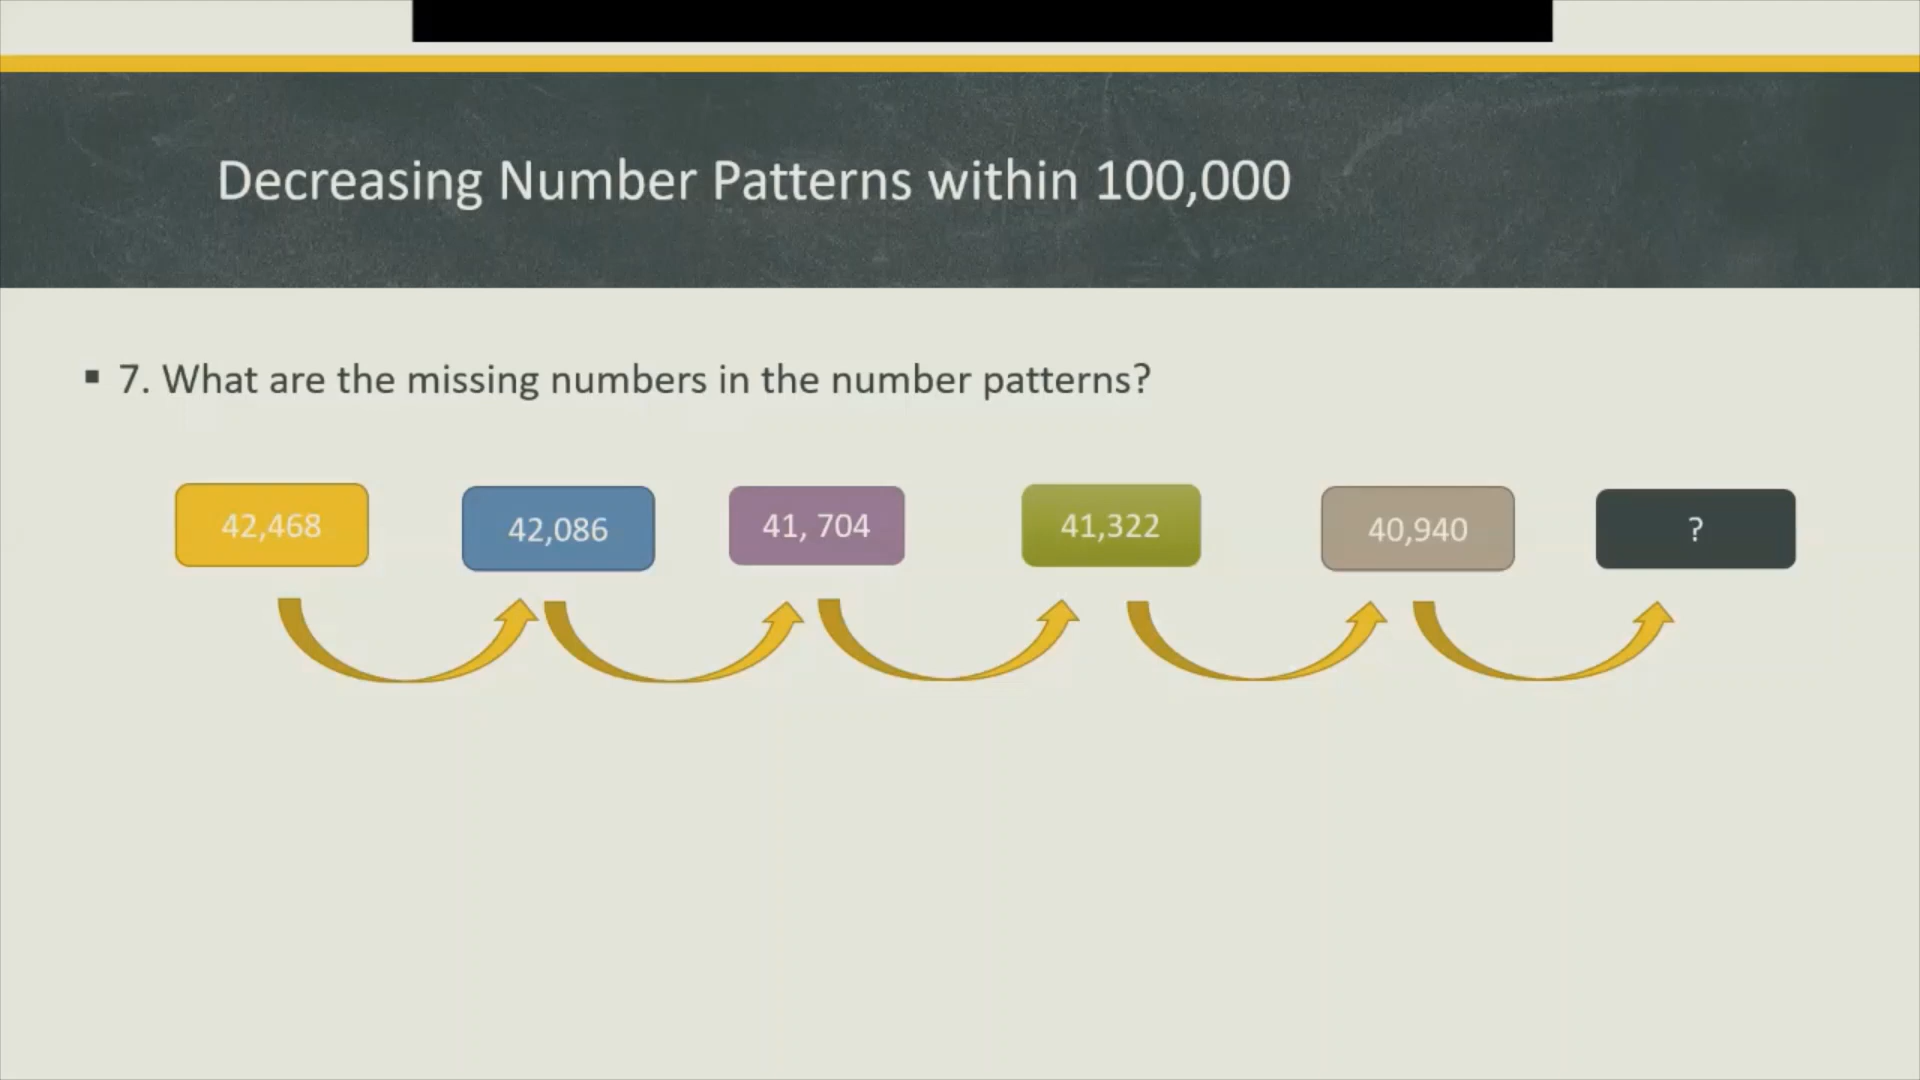 Decreasing Number Patterns within 100,000
▪ 7. What are the missing numbers in the number patterns?
42,468 42,086 41, 704 41,322 40,940 ?